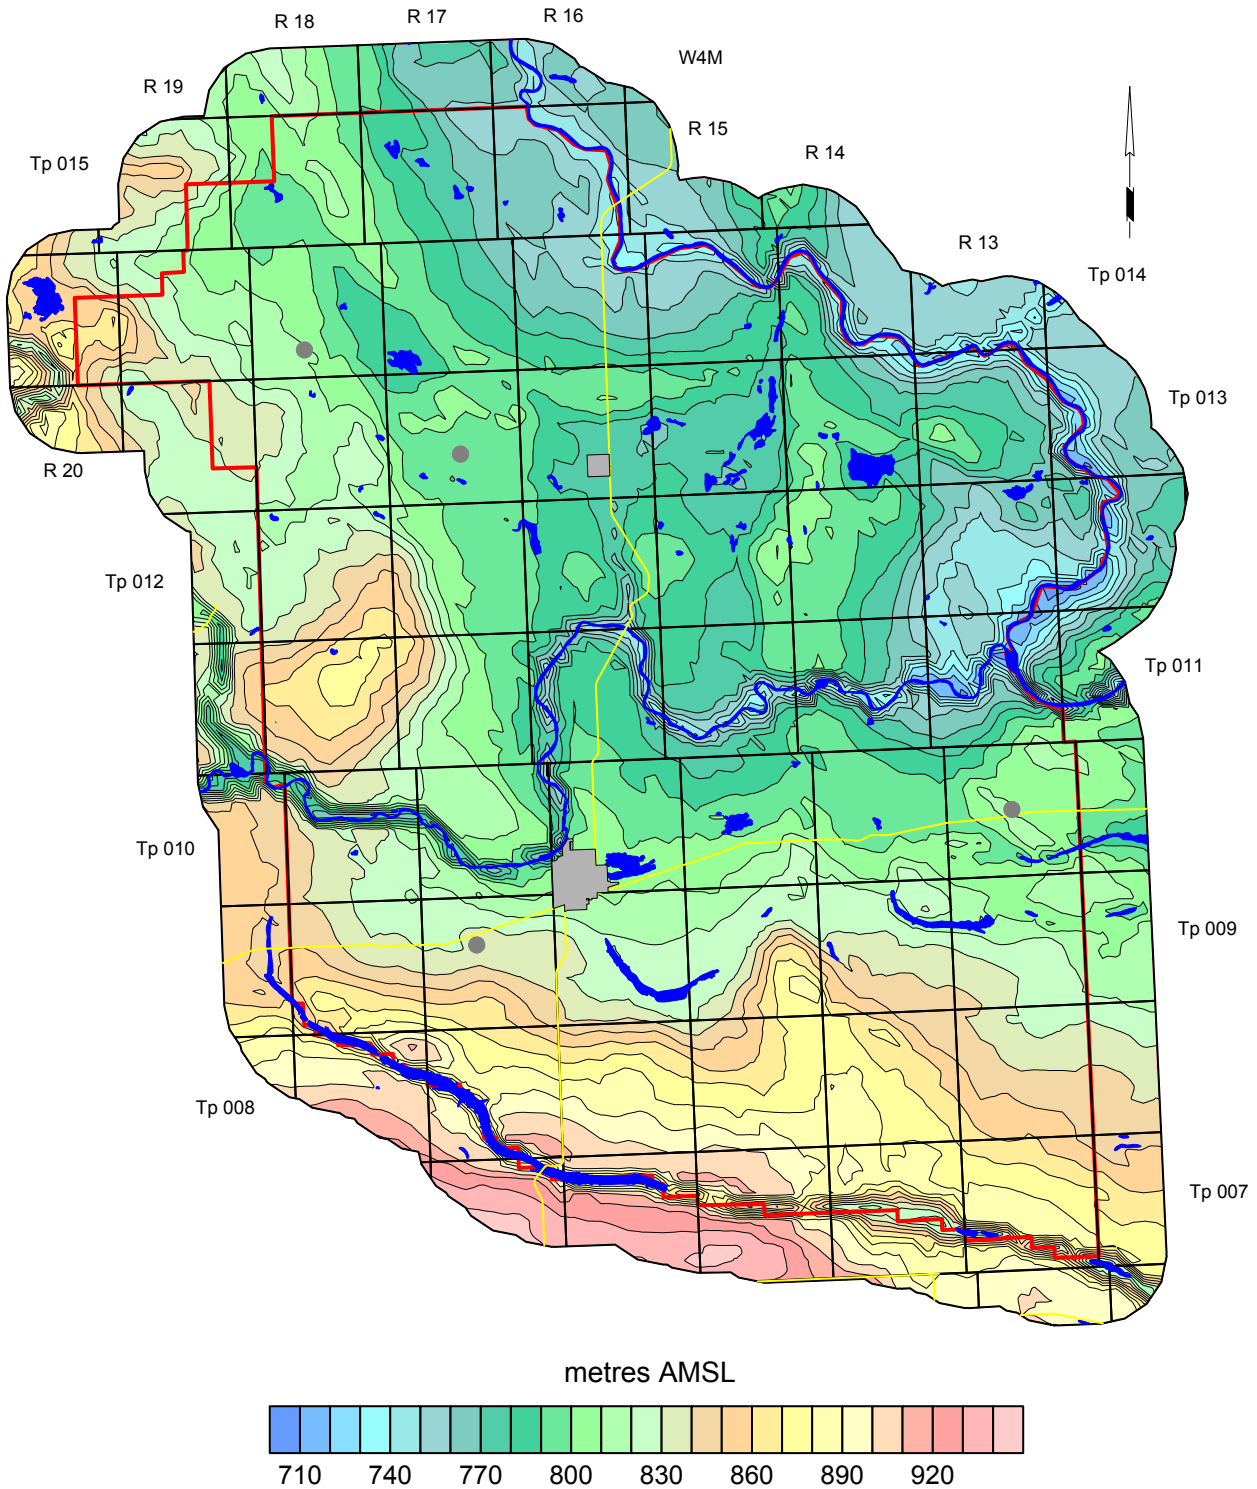 R 16
R 17
R 18
W4M
R 19
R 15
R 14
Tp 015
R 13
Tp 014
Tp 013
R 20
Tp 012
Tp 011
Tp 010
Tp 009
Tp 008
Tp 007
metres AMSL
710 740 770 800 830 860 890 920